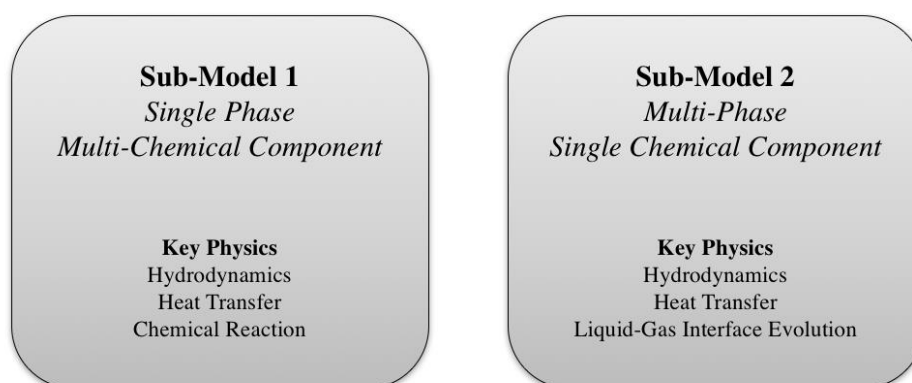 Sub-Model 1
Single Phase
Multi-Chemical Component
Key Physics
Hydrodynamics
Heat Transfer
Chemical Reaction
Sub-Model 2
Multi-Phase
Single Chemical Component
Key Physics
Hydrodynamics
Heat Transfer
Liquid-Gas Interface Evolution